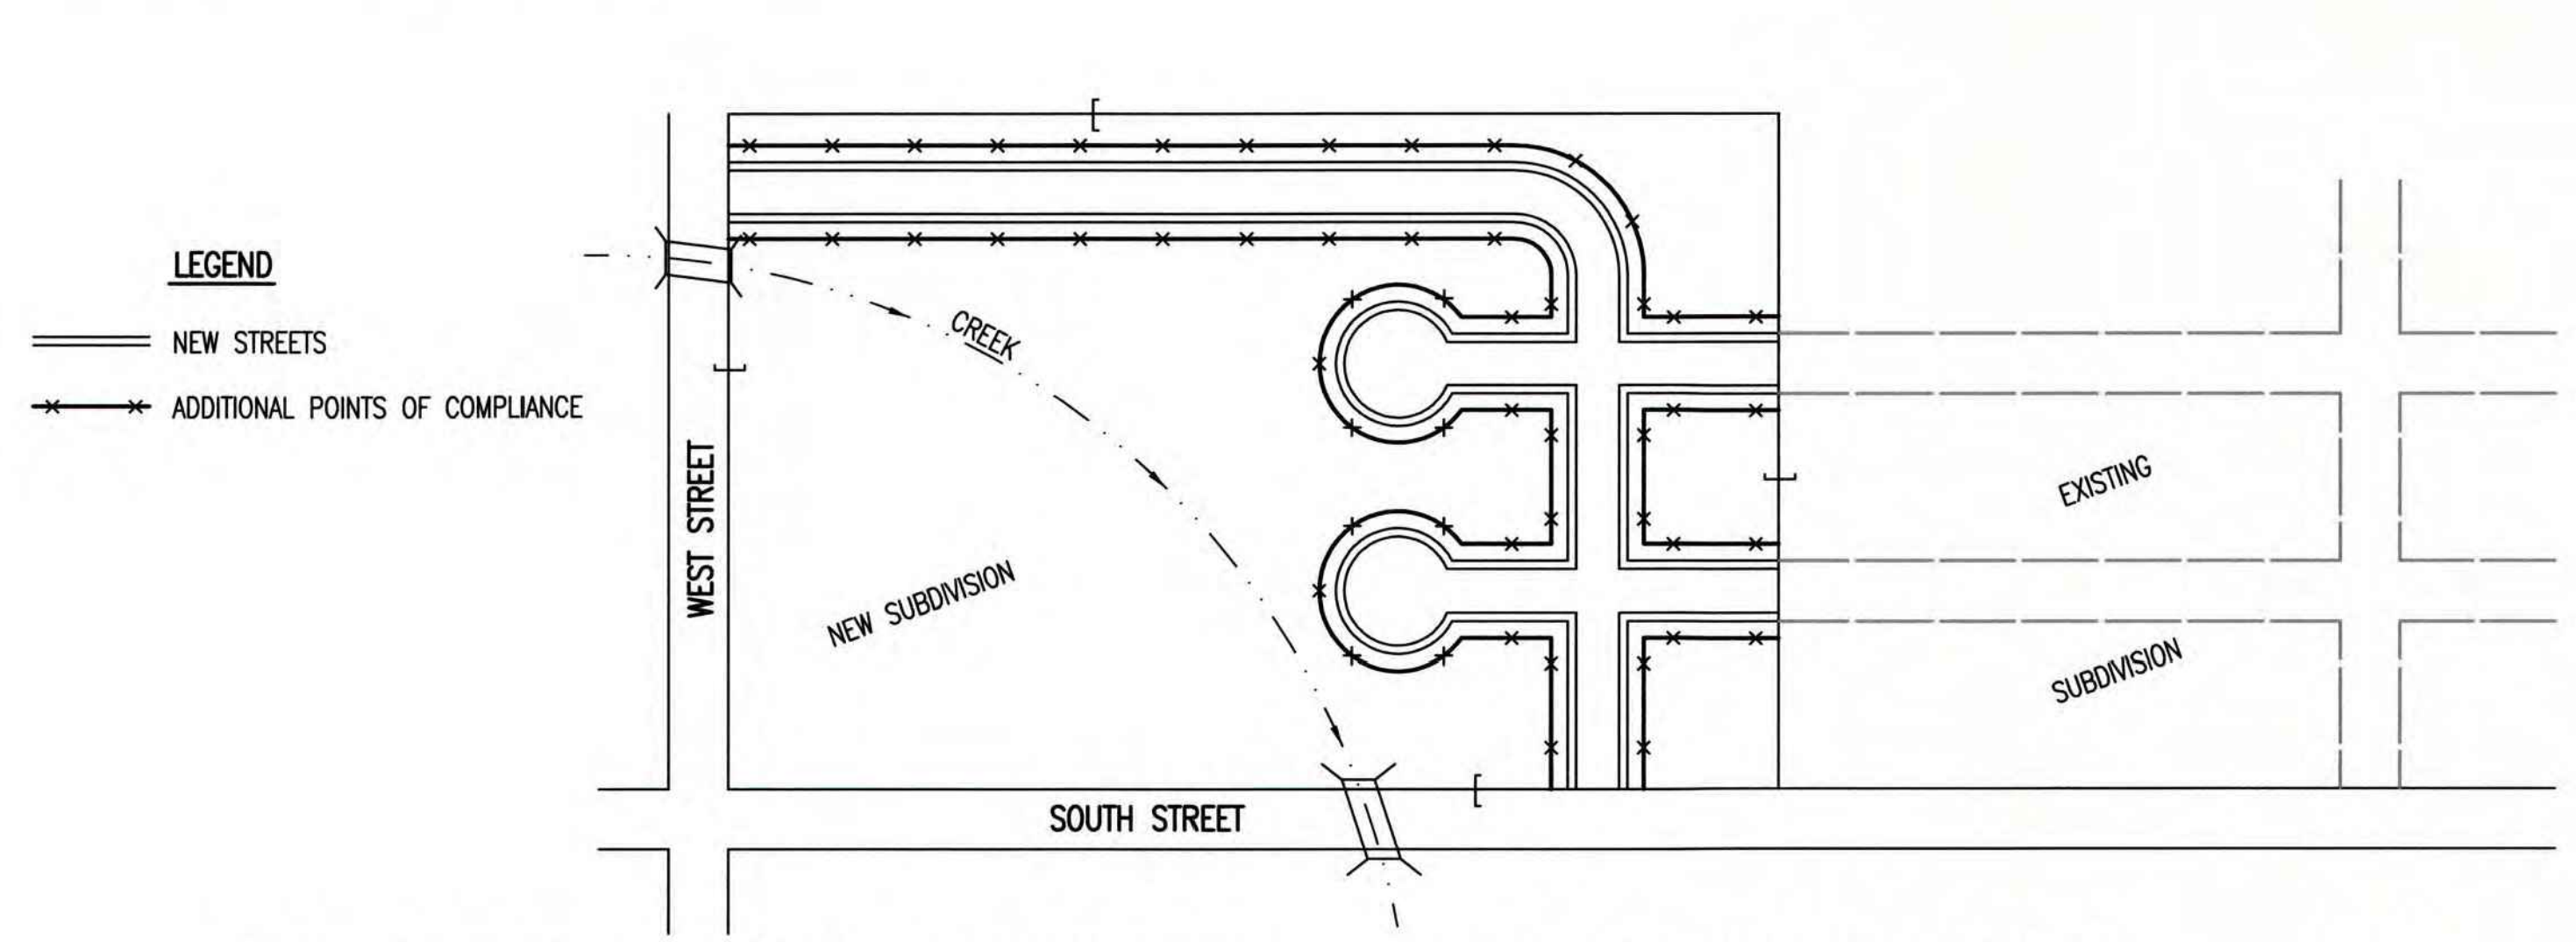 LEGEND
NEW STREETS
ADDITIONAL POINTS OF COMPLIANCE
WEST STREET
CREEK
NEW SUBDIVISION
SOUTH STREET
EXISTING
SUBDIVISION